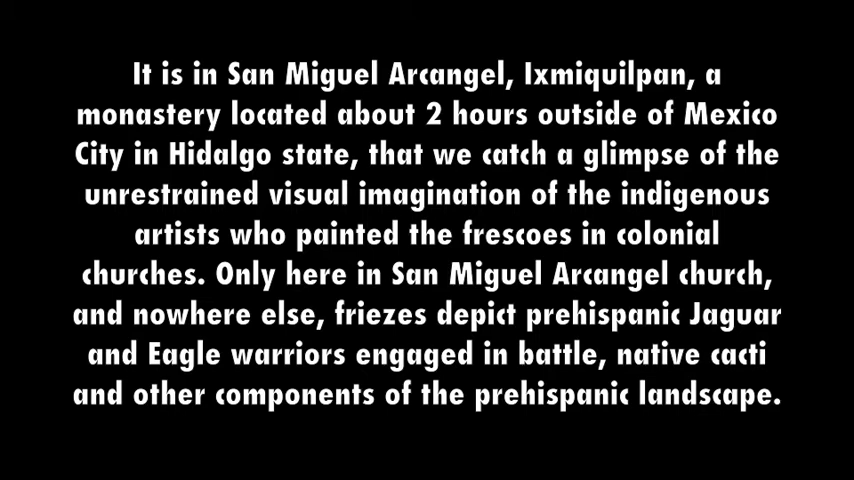 It is in San Miguel Arcangel, Ixmiquilpan, a
monastery located about 2 hours outside of Mexico
City in Hidalgo state, that we catch a glimpse of the
unrestrained visual imagination of the indigenous
artists who painted the frescoes in colonial
churches. Only here in San Miguel Arcangel church,
and nowhere else, friezes depict prehispanic Jaguar
and Eagle warriors engaged in battle, native cacti
and other components of the prehispanic landscape.